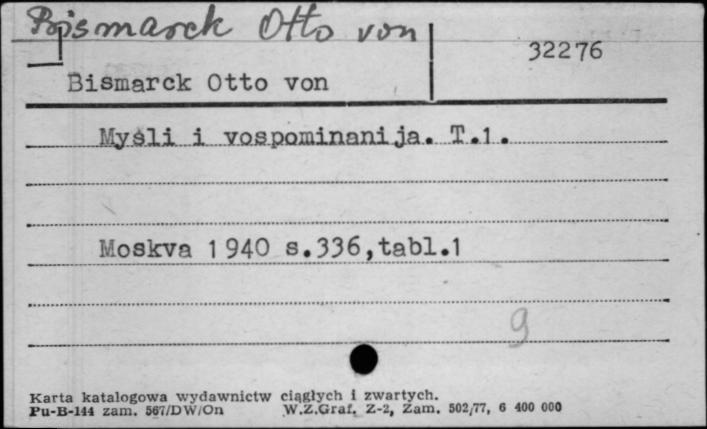 Bismarck Otto von
32276
Bismarck Otto von
Myśli i vospominanija. T.1.
Moskva 1940 s.336,tabl.1
9
Karta katalogowa wydawnictw ciągłych i zwartych.
Pu-B-144 zam. 567/DW/On W.Z.Graf. Z-2, Zam. 502/77, 6 400 000